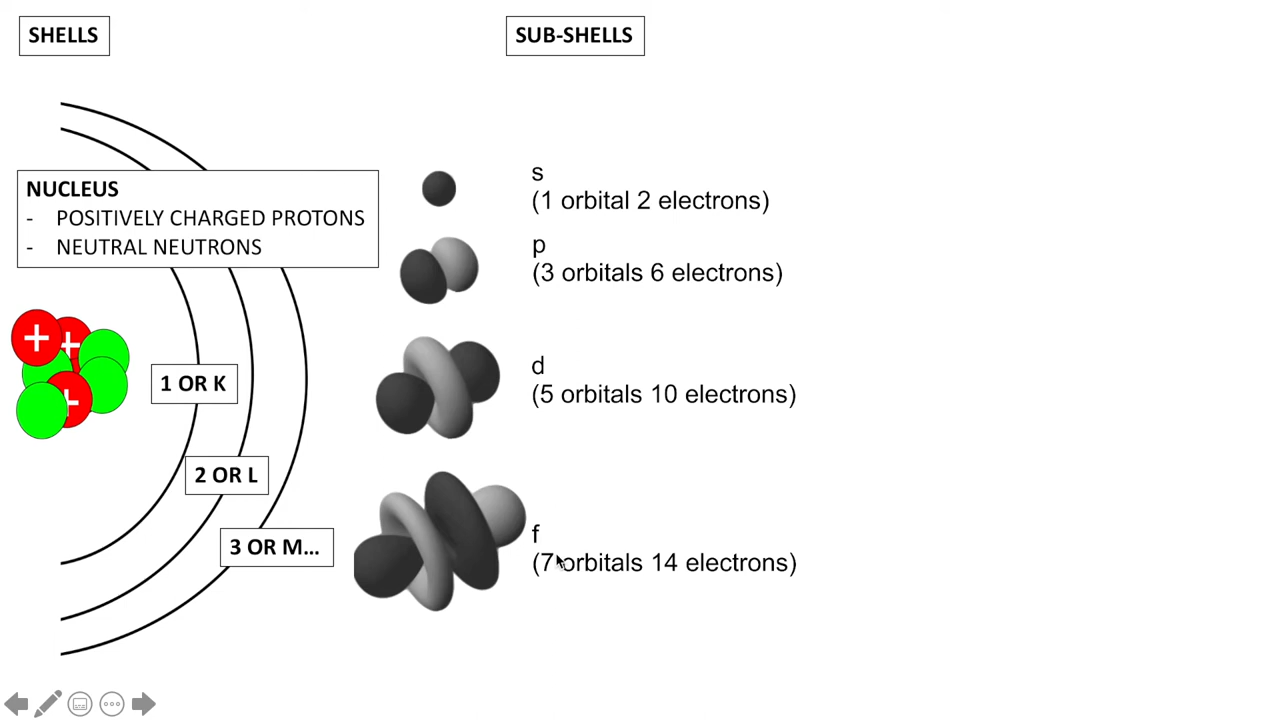 SHELLS
SUB-SHELLS
NUCLEUS
- POSITIVELY CHARGED PROTONS
- NEUTRAL NEUTRONS
+
+
+
1 OR K
2 OR L
3 OR M...
s
(1 orbital 2 electrons)
p
(3 orbitals 6 electrons)
d
(5 orbitals 10 electrons)
f
(7 orbitals 14 electrons)